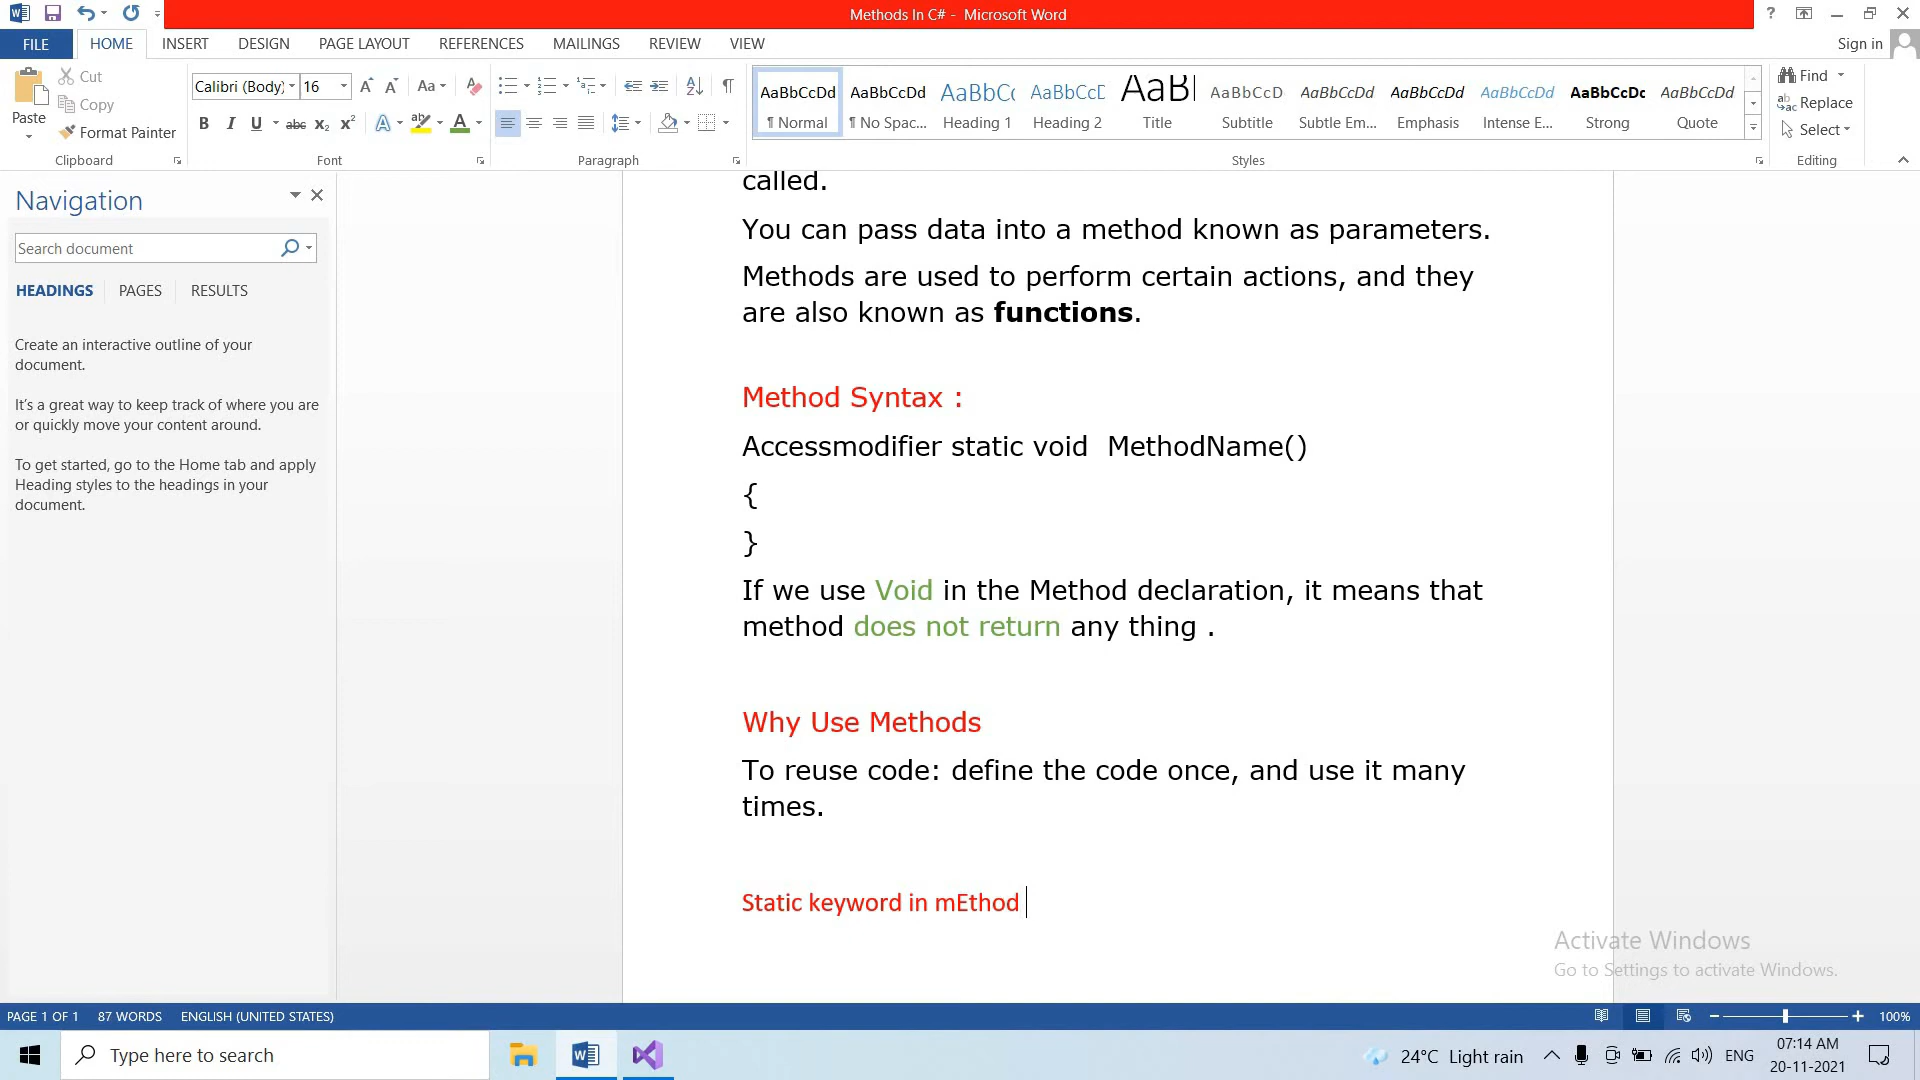 Methods In C# - Microsoft Word
FILE HOME INSERT DESIGN PAGE LAYOUT REFERENCES MAILINGS REVIEW VIEW Sign in
Paste
Cut
Copy
Format Painter
Clipboard
Calibri (Body) 16 Aa
B I U abc x₂ x² A ab A
Font
Paragraph
AaBbCcDd AaBbCcDd AaBbCc AaBbCcE AaBl AaBbCcD AaBbCcDd AaBbCcDd AaBbCcDd AaBbCcDc AaBbCcDd
¶ Normal ¶ No Spac... Heading 1 Heading 2 Title Subtitle Subtle Em... Emphasis Intense E... Strong Quote
Styles
Find
Replace
Select
Editing
Navigation
Search document
HEADINGS PAGES RESULTS
Create an interactive outline of your
document.
It's a great way to keep track of where you are
or quickly move your content around.
To get started, go to the Home tab and apply
Heading styles to the headings in your
document.
called.
You can pass data into a method known as parameters.
Methods are used to perform certain actions, and they
are also known as functions.
Method Syntax :
Accessmodifier static void MethodName()
{
}
If we use Void in the Method declaration, it means that
method does not return any thing .
Why Use Methods
To reuse code: define the code once, and use it many
times.
Static keyword in mEthod
Activate Windows
Go to Settings to activate Windows.
PAGE 1 OF 1 87 WORDS ENGLISH (UNITED STATES) 100%
Type here to search
24°C Light rain ENG
07:14 AM
20-11-2021